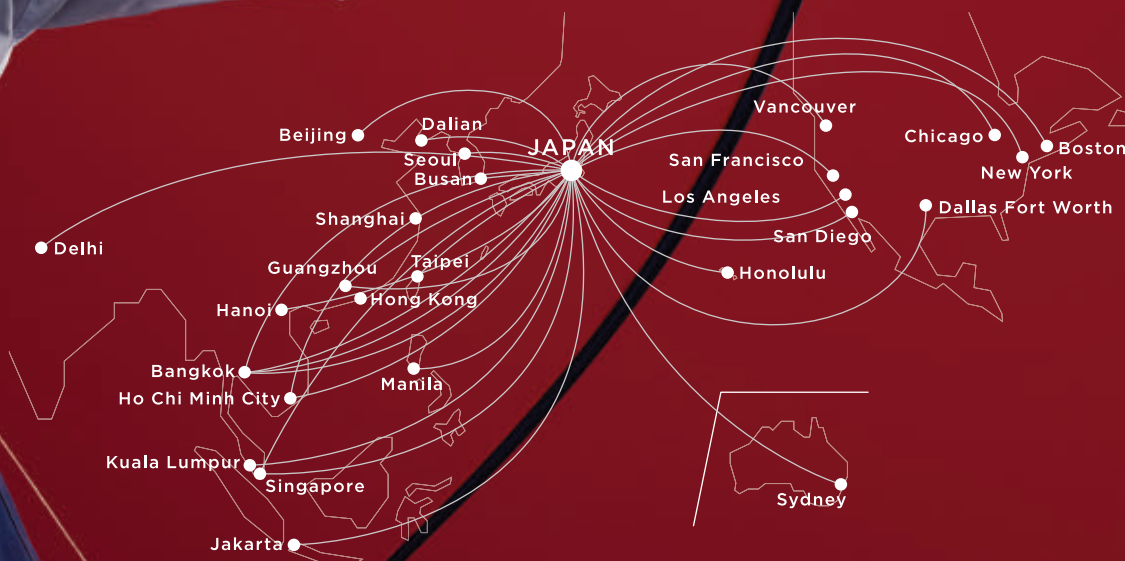 Vancouver
Dalian
Beijing
Chicago
JAPAN
Boston
Seoul
San Francisco
New York
Busan
Los Angeles
Dallas Fort Worth
Shanghai
San Diego
Delhi
Taipei
Guangzhou
Honolulu
Hong Kong
Hanoi
Bangkok
Manila
Ho Chi Minh City
Kuala Lumpur
Singapore
Sydney
Jakarta